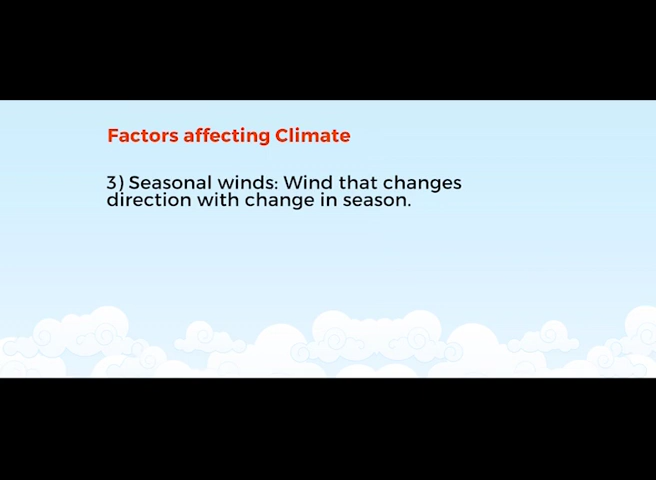 Factors affecting Climate
3) Seasonal winds: Wind that changes
direction with change in season.